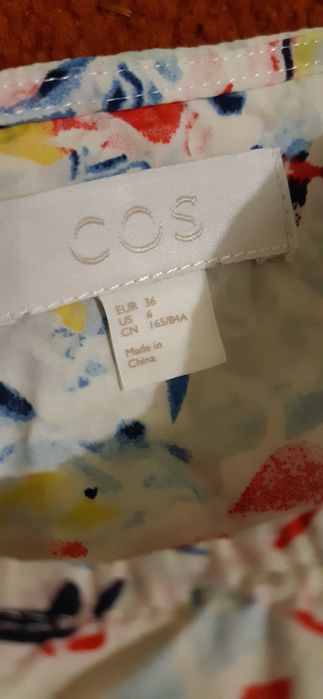 COS
EUR 36
US 6
CN 165/84A
Made in
China